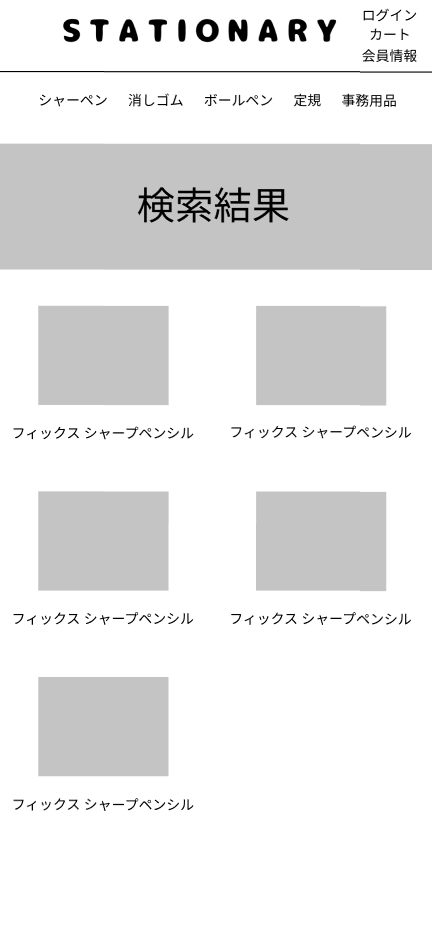 STATIONARY
ログイン
カート
会員情報
シャーペン 消しゴム ボールペン 定規 事務用品
検索結果
フィックス シャープペンシル
フィックス シャープペンシル
フィックス シャープペンシル
フィックス シャープペンシル
フィックス シャープペンシル